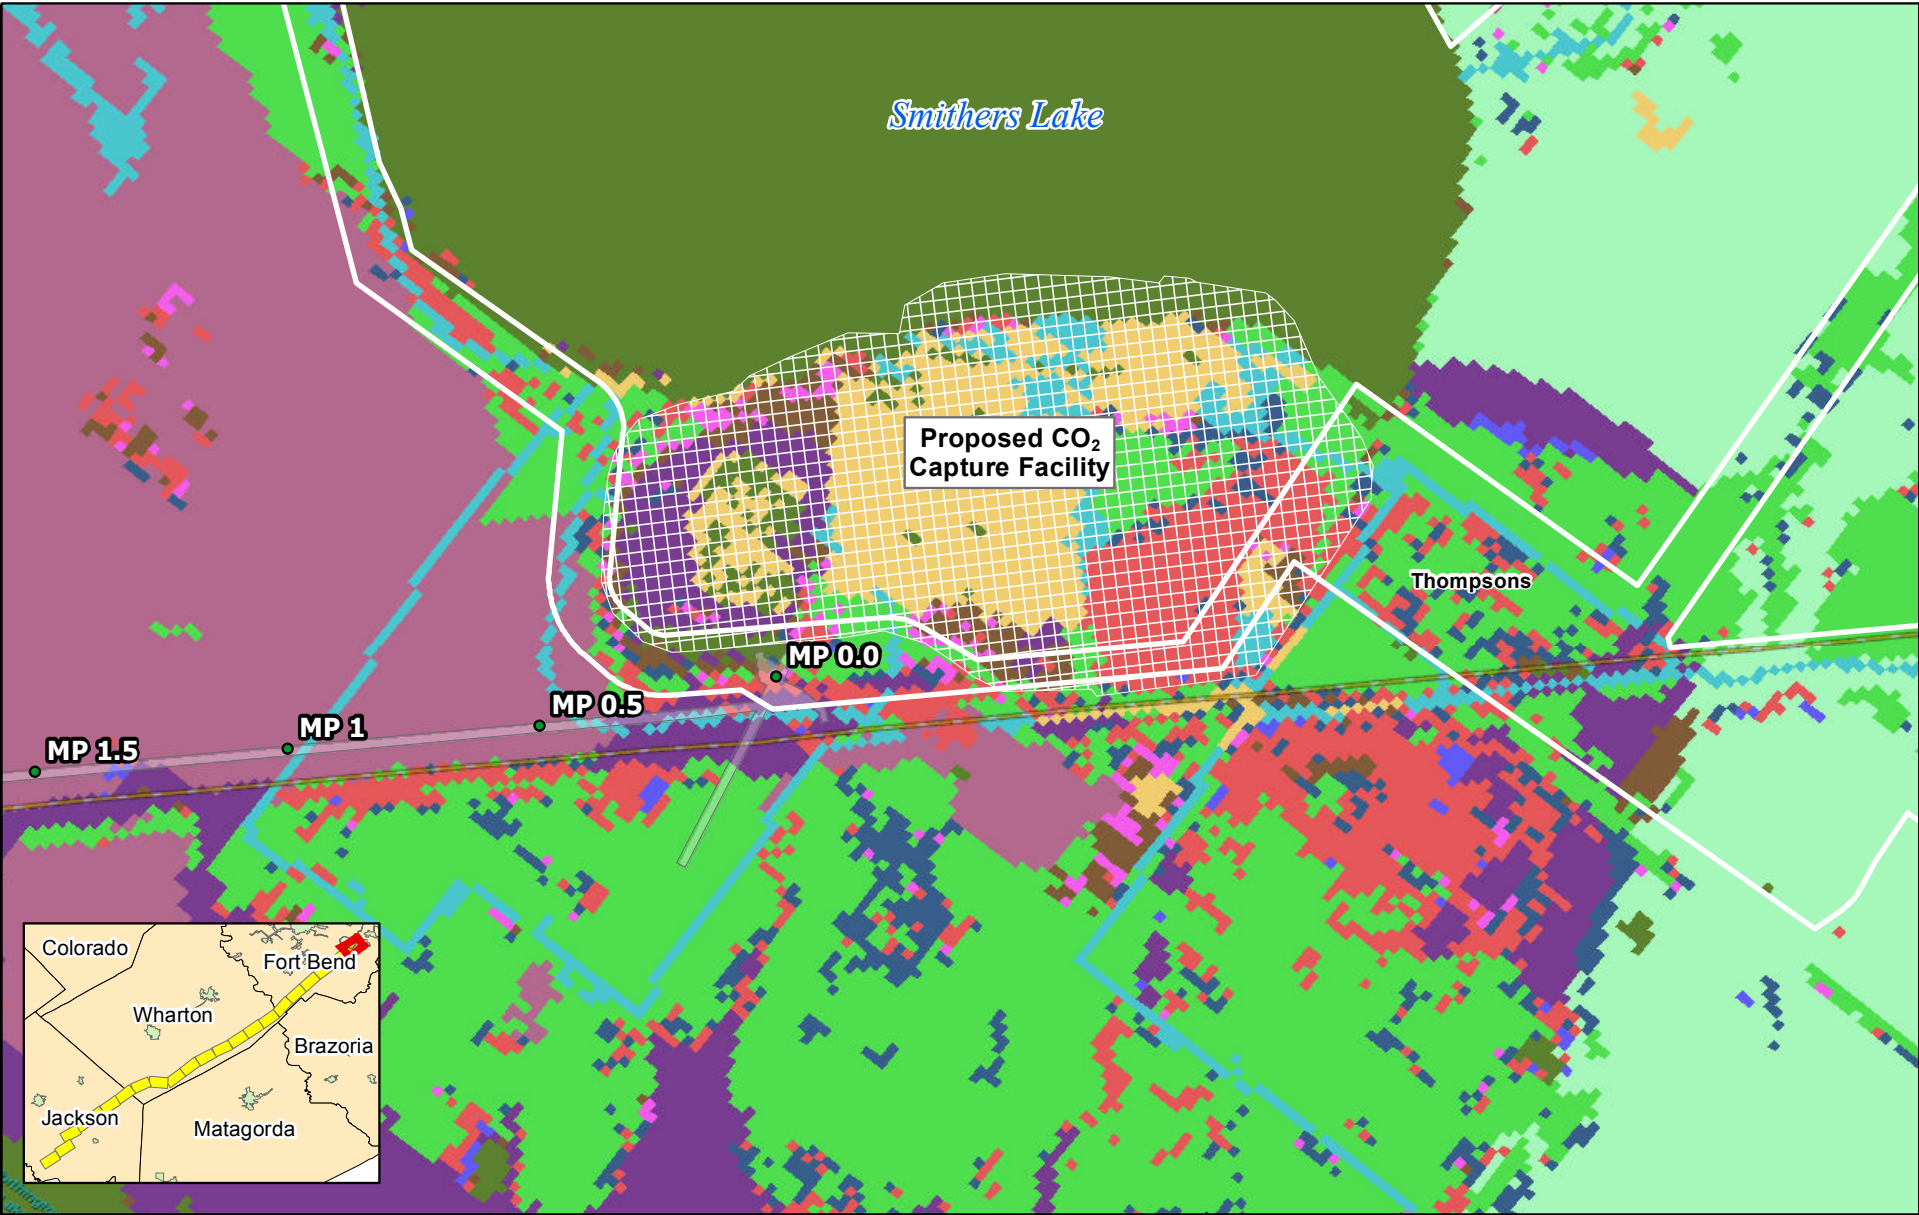 Smithers Lake
Proposed CO₂
Capture Facility
Thompsons
MP 0.0
MP 0.5
MP 1
MP 1.5
Colorado
Fort Bend
Wharton
Brazoria
Jackson
Matagorda